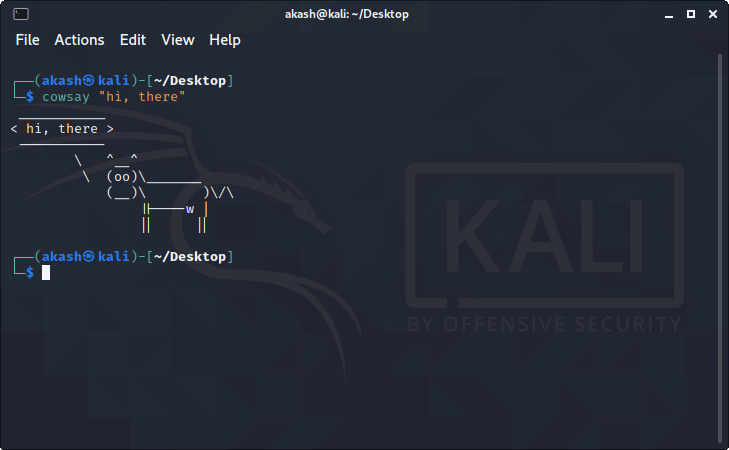 akash@kali: ~/Desktop
File Actions Edit View Help
┌──(akash㉿kali)-[~/Desktop]
└─$ cowsay "hi, there"
 ___________
< hi, there >
 -----------
        \   ^__^
         \  (oo)\_______
            (__)\       )\/\
                ||----w |
                ||     ||
┌──(akash㉿kali)-[~/Desktop]
└─$
KALI
BY OFFENSIVE SECURITY